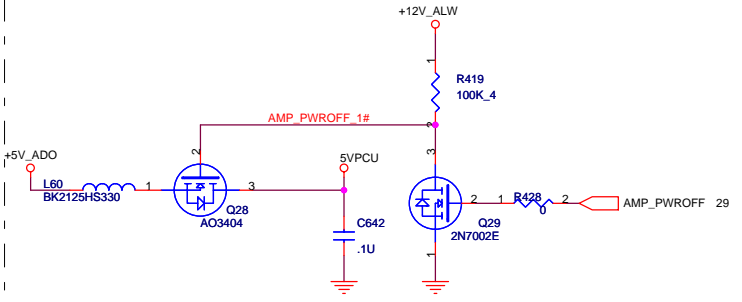 +12V_ALW
1
R419
100K_4
2
AMP_PWROFF_1#
2
3
+5V_ADO
5VPCU
L60
BK2125HS330
1
3
Q28
AO3404
C642
.1U
2
1
R428
0
2
AMP_PWROFF 29
Q29
2N7002E
1